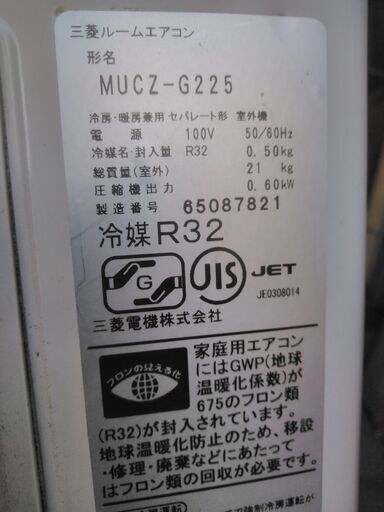 三菱ルームエアコン
形名
MUCZ-G225
冷房・暖房兼用 セパレート形 室外機
電源 100V 50/60Hz
冷媒名・封入量 R32 0.50kg
総質量(室外) 21 kg
圧縮機出力 0.60kW
製造番号 65087821
冷媒R32
G
JIS
JET
JE0308014
三菱電機株式会社
フロンの見える化
家庭用エアコン
にはGWP(地球
温暖化係数)が
675のフロン類
(R32)が封入されています。
地球温暖化防止のため、移設
・修理・廃棄などにあたって
はフロン類の回収が必要です。